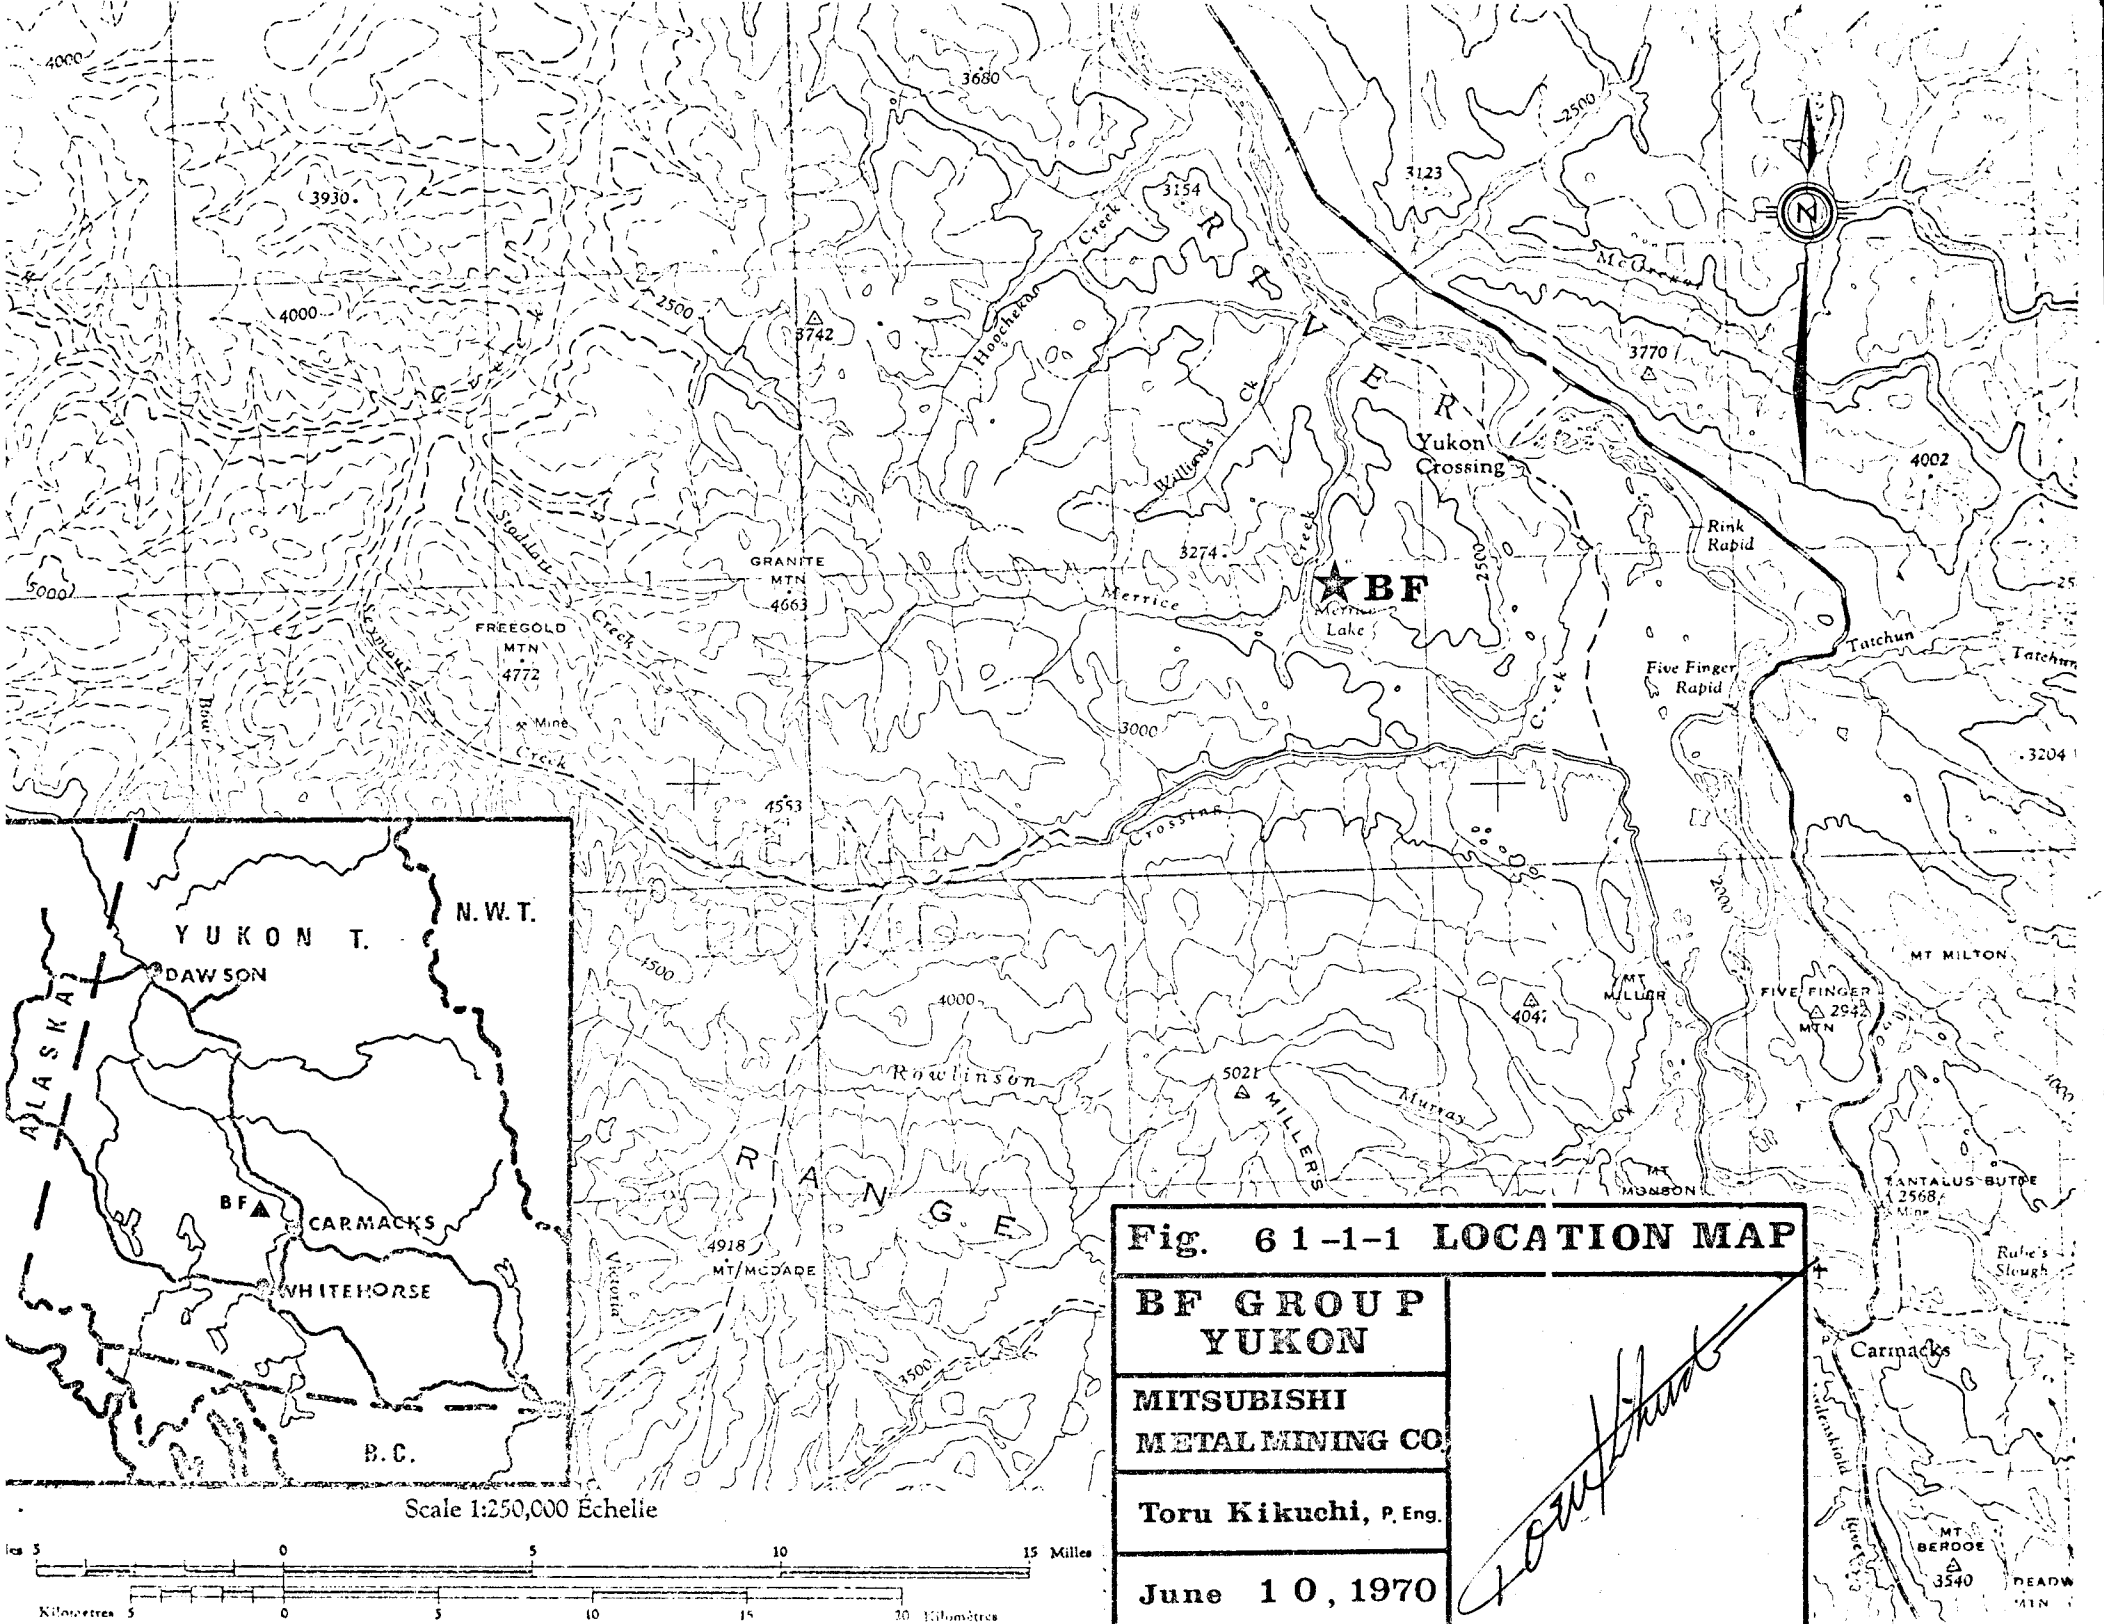 4000
3680
2500
3930.
3123
3154
Creek
R
I
V
E
R
N
McGregor
4000
2500
3742
Hoochekoo
3770
Ck
Williams
Yukon
Crossing
4002
Rink
Rapid
Creek
3274.
2500
BF
5000
GRANITE
MTN
4663
Merrice
Lake
Stoddart
Creek
Seymour
FREEGOLD
MTN
4772
Mine
Creek
Tatchun
Tatchun
Five Finger
Rapid
Creek
3000
.3204
4553
Crossing
2000
YUKON T.
N.W.T.
DAWSON
ALASKA
BF
CARMACKS
WHITEHORSE
B.C.
MT MILTON
MT
MILLER
FIVE FINGER
2942
MTN
4000
Rowlinson
5021
MILLERS
Murray
R A N G E
MT
MONSON
TANTALUS BUTTE
2568
Mine
4918
MT MCDADE
Victoria
3500
Carmacks
River
MT
BERDOE
3540
DEADW
MTN
Fig. 61-1-1 LOCATION MAP
BF GROUP
YUKON
MITSUBISHI
METAL MINING CO.
Toru Kikuchi, P. Eng.
June 10, 1970
Scale 1:250,000 Échelle
5 0 5 10 15 Milles
Kilometres 5 0 5 10 15 20 Kilomètres